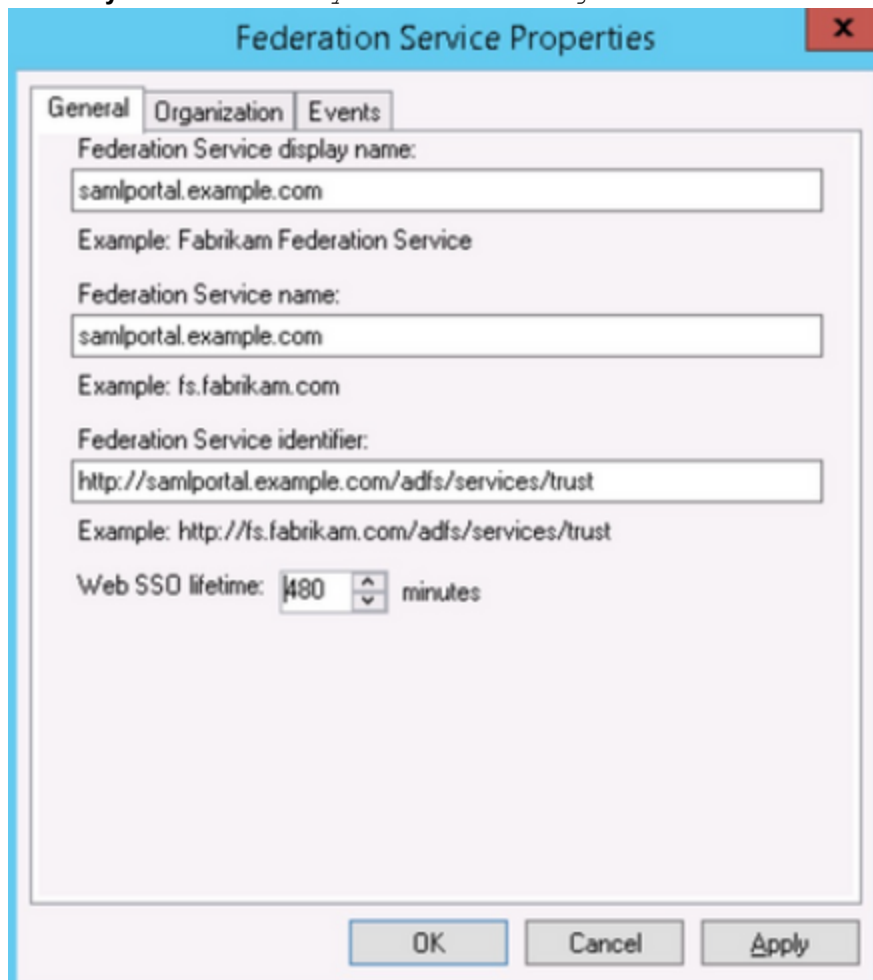 Federation Service Properties
x
General Organization Events
Federation Service display name:
samlportal.example.com
Example: Fabrikam Federation Service
Federation Service name:
samlportal.example.com
Example: fs.fabrikam.com
Federation Service identifier:
http://samlportal.example.com/adfs/services/trust
Example: http://fs.fabrikam.com/adfs/services/trust
Web SSO lifetime: 480 minutes
OK Cancel Apply